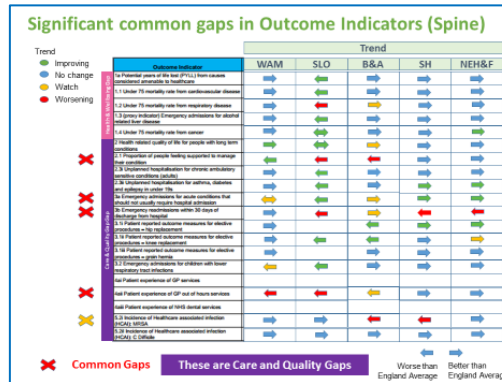 Significant common gaps in Outcome Indicators (Spine)
Trend
Improving
No change
Watch
Worsening
Trend
Outcome Indicator
WAM
SLO
B&A
SH
NEH&F
Health & Wellbeing Gap
1a Potential years of life lost (PYLL) from causes
considered amenable to healthcare
1.1 Under 75 mortality rate from cardiovascular disease
1.2 Under 75 mortality rate from respiratory disease
1.3 (proxy indicator) Emergency admissions for alcohol
related liver disease
1.4 Under 75 mortality rate from cancer
Care & Quality Gap
2 Health related quality of life for people with long term
conditions
2.1 Proportion of people feeling supported to manage
their condition
2.3i Unplanned hospitalisation for chronic ambulatory
sensitive conditions (adults)
2.3ii Unplanned hospitalisation for asthma, diabetes
and epilepsy in under 19s
3a Emergency admissions for acute conditions that
should not usually require hospital admission
3b Emergency readmissions within 30 days of
discharge from hospital
3.1i Patient reported outcome measures for elective
procedures – hip replacement
3.1ii Patient reported outcome measures for elective
procedures – knee replacement
3.1iii Patient reported outcome measures for elective
procedures – groin hernia
3.2 Emergency admissions for children with lower
respiratory tract infections
4ai Patient experience of GP services
4aii Patient experience of GP out of hours services
4aiii Patient experience of NHS dental services
5.2i Incidence of Healthcare associated infection
(HCAI): MRSA
5.2ii Incidence of Healthcare associated infection
(HCAI): C Difficile
Common Gaps
These are Care and Quality Gaps
Worse than
England Average
Better than
England Average